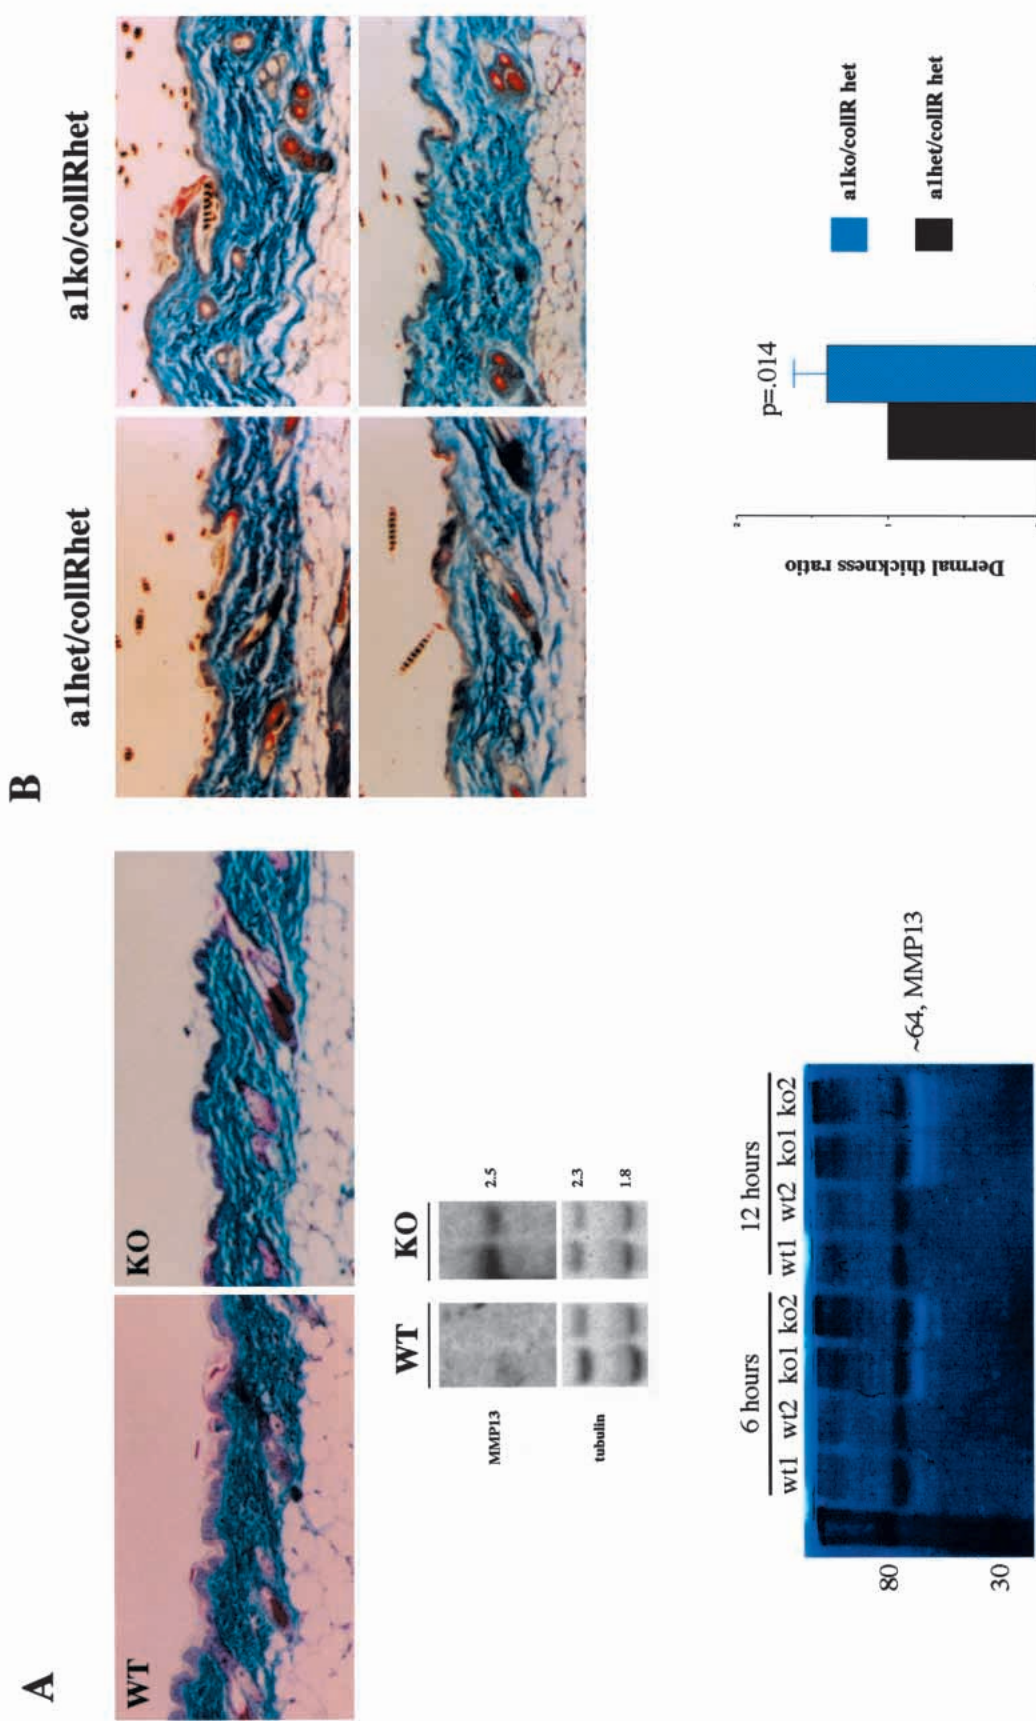 A
WT
KO
WT KO
MMP13
2.5
tubulin
2.3
1.8
6 hours 12 hours
wt1 wt2 ko1 ko2 wt1 wt2 ko1 ko2
80
30
~64, MMP13
B
a1het/collRhet a1ko/collRhet
Dermal thickness ratio
2
1
p=.014
a1ko/collR het
a1het/collR het